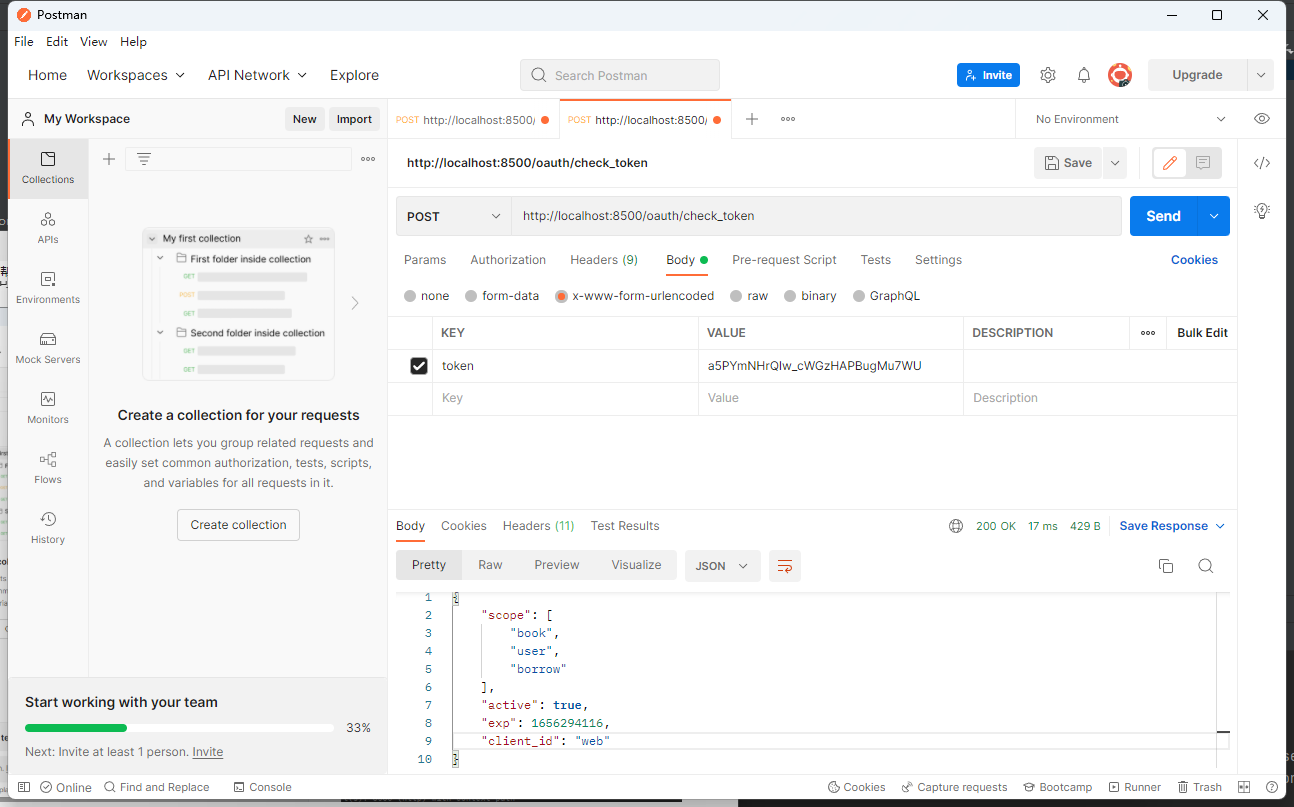 Postman
File Edit View Help
Home Workspaces API Network Explore Search Postman Invite Upgrade
My Workspace New Import POST http://localhost:8500/ POST http://localhost:8500/ No Environment
http://localhost:8500/oauth/check_token Save
Collections
APIs
Environments
Mock Servers
Monitors
Flows
History
My first collection
First folder inside collection
GET
POST
GET
Second folder inside collection
GET
GET
Create a collection for your requests
A collection lets you group related requests and
easily set common authorization, tests, scripts,
and variables for all requests in it.
Create collection
Start working with your team
33%
Next: Invite at least 1 person. Invite
POST http://localhost:8500/oauth/check_token Send
Params Authorization Headers (9) Body Pre-request Script Tests Settings Cookies
none form-data x-www-form-urlencoded raw binary GraphQL
KEY VALUE DESCRIPTION Bulk Edit
token a5PYmNHrQIw_cWGzHAPBugMu7WU
Key Value Description
Body Cookies Headers (11) Test Results 200 OK 17 ms 429 B Save Response
Pretty Raw Preview Visualize JSON
1 {
2 "scope": [
3 "book",
4 "user",
5 "borrow"
6 ],
7 "active": true,
8 "exp": 1656294116,
9 "client_id": "web"
10 }
Online Find and Replace Console Cookies Capture requests Bootcamp Runner Trash